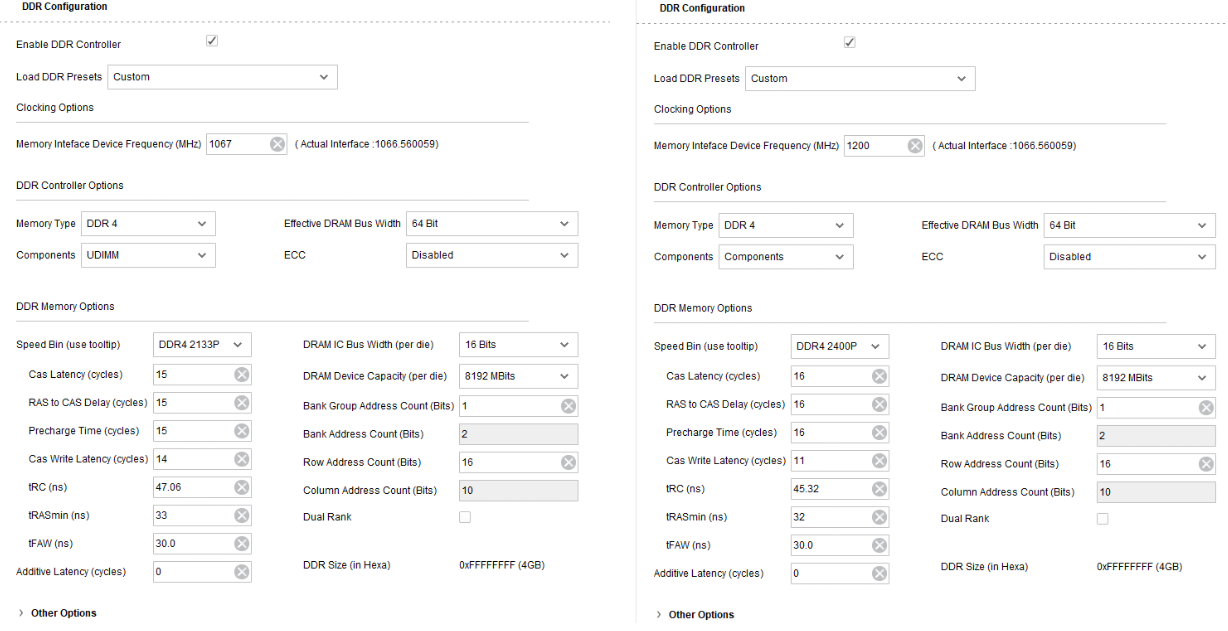 DDR Configuration
Enable DDR Controller
Load DDR Presets Custom
Clocking Options
Memory Inteface Device Frequency (MHz) 1067 ( Actual Interface :1066.560059)
DDR Controller Options
Memory Type DDR 4 Effective DRAM Bus Width 64 Bit
Components UDIMM ECC Disabled
DDR Memory Options
Speed Bin (use tooltip) DDR4 2133P DRAM IC Bus Width (per die) 16 Bits
Cas Latency (cycles) 15 DRAM Device Capacity (per die) 8192 MBits
RAS to CAS Delay (cycles) 15 Bank Group Address Count (Bits) 1
Precharge Time (cycles) 15 Bank Address Count (Bits) 2
Cas Write Latency (cycles) 14 Row Address Count (Bits) 16
tRC (ns) 47.06 Column Address Count (Bits) 10
tRASmin (ns) 33 Dual Rank
tFAW (ns) 30.0
Additive Latency (cycles) 0 DDR Size (in Hexa) 0xFFFFFFFF (4GB)
Other Options
DDR Configuration
Enable DDR Controller
Load DDR Presets Custom
Clocking Options
Memory Inteface Device Frequency (MHz) 1200 ( Actual Interface :1066.560059)
DDR Controller Options
Memory Type DDR 4 Effective DRAM Bus Width 64 Bit
Components Components ECC Disabled
DDR Memory Options
Speed Bin (use tooltip) DDR4 2400P DRAM IC Bus Width (per die) 16 Bits
Cas Latency (cycles) 16 DRAM Device Capacity (per die) 8192 MBits
RAS to CAS Delay (cycles) 16 Bank Group Address Count (Bits) 1
Precharge Time (cycles) 16 Bank Address Count (Bits) 2
Cas Write Latency (cycles) 11 Row Address Count (Bits) 16
tRC (ns) 45.32 Column Address Count (Bits) 10
tRASmin (ns) 32 Dual Rank
tFAW (ns) 30.0
Additive Latency (cycles) 0 DDR Size (in Hexa) 0xFFFFFFFF (4GB)
Other Options